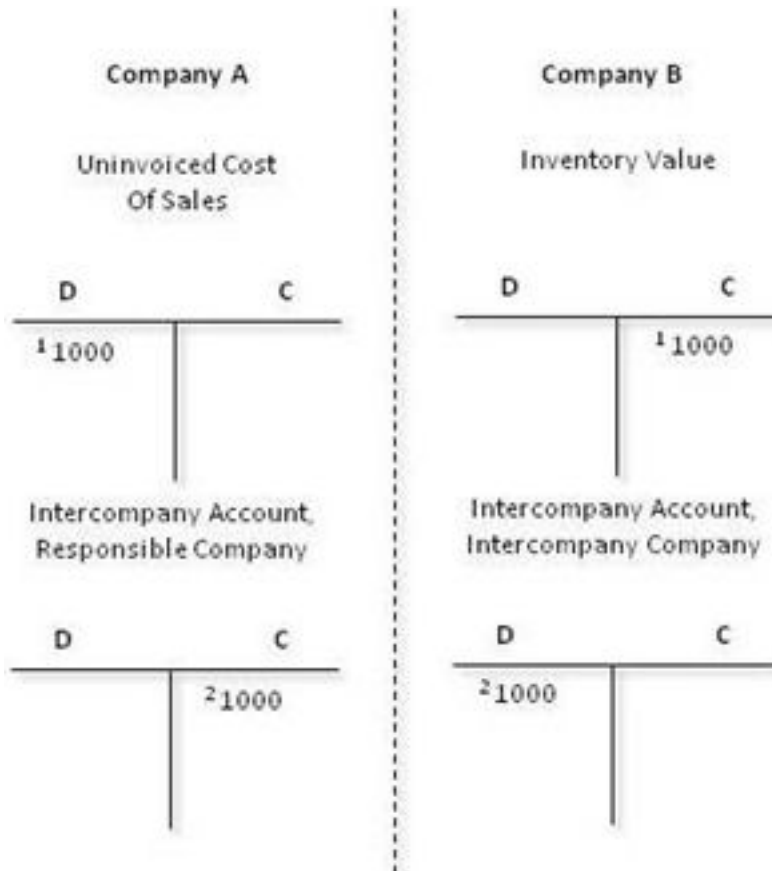 Company A
Uninvoiced Cost
Of Sales
D C
¹ 1000
Intercompany Account,
Responsible Company
D C
² 1000
Company B
Inventory Value
D C
¹ 1000
Intercompany Account,
Intercompany Company
D C
² 1000